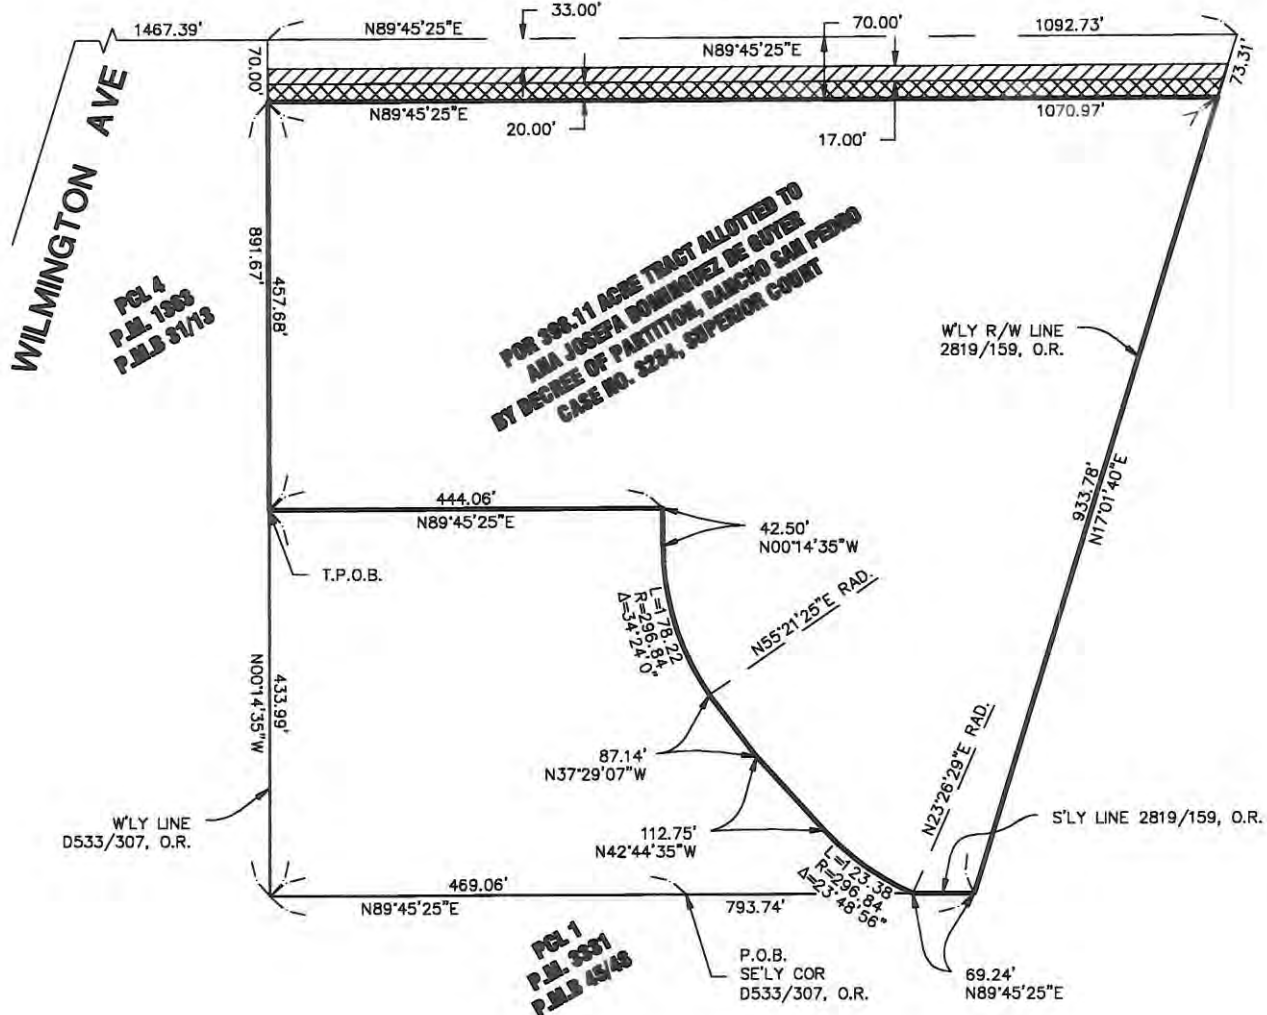 1467.39'
N89°45'25"E
33.00'
N89°45'25"E
70.00'
1092.73'
73.31'
70.00'
N89°45'25"E
20.00'
17.00'
1070.97'
WILMINGTON AVE
PCL 4
P.M. 1393
P.M.B 31/13
891.67'
457.68'
POR 398.11 ACRE TRACT ALLOTTED TO
ANA JOSEFA DOMINGUEZ DE GUYER
BY DECREE OF PARTITION, RANCHO SAN PEDRO
CASE NO. 3284, SUPERIOR COURT
W'LY R/W LINE
2819/159, O.R.
933.78'
N17°01'40"E
444.06'
N89°45'25"E
42.50'
N00°14'35"W
T.P.O.B.
L=178.22
R=296.84
Δ=34°24'0"
N55°21'25"E RAD.
N00°14'35"W
433.99'
87.14'
N37°29'07"W
112.75'
N42°44'35"W
N23°26'29"E RAD.
S'LY LINE 2819/159, O.R.
W'LY LINE
D533/307, O.R.
L=123.38
R=296.84
Δ=23°48'56"
469.06'
N89°45'25"E
793.74'
PCL 1
P.M. 3331
P.M.B 45/43
P.O.B.
SE'LY COR
D533/307, O.R.
69.24'
N89°45'25"E